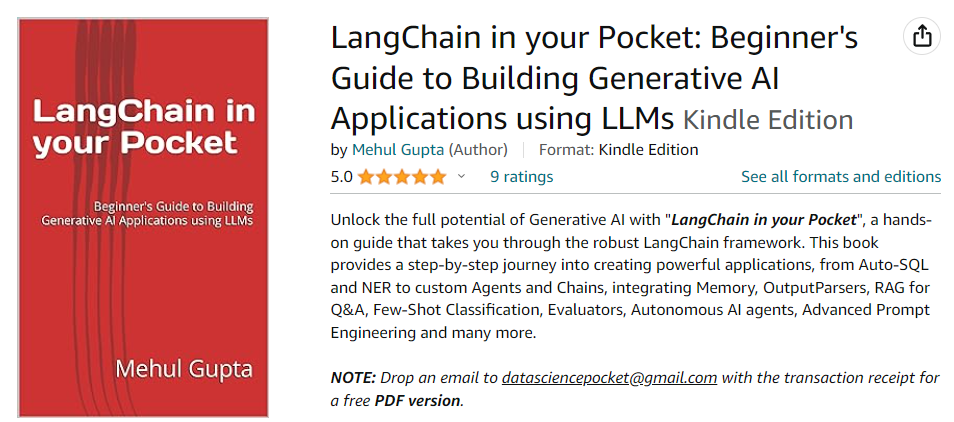 LangChain in
your Pocket
Beginner's Guide to Building
Generative AI Applications using LLMs
Mehul Gupta
LangChain in your Pocket: Beginner's
Guide to Building Generative AI
Applications using LLMs Kindle Edition
by Mehul Gupta (Author) Format: Kindle Edition
5.0 9 ratings See all formats and editions
Unlock the full potential of Generative AI with "LangChain in your Pocket", a hands-
on guide that takes you through the robust LangChain framework. This book
provides a step-by-step journey into creating powerful applications, from Auto-SQL
and NER to custom Agents and Chains, integrating Memory, OutputParsers, RAG for
Q&A, Few-Shot Classification, Evaluators, Autonomous AI agents, Advanced Prompt
Engineering and many more.
NOTE: Drop an email to datasciencepocket@gmail.com with the transaction receipt for
a free PDF version.